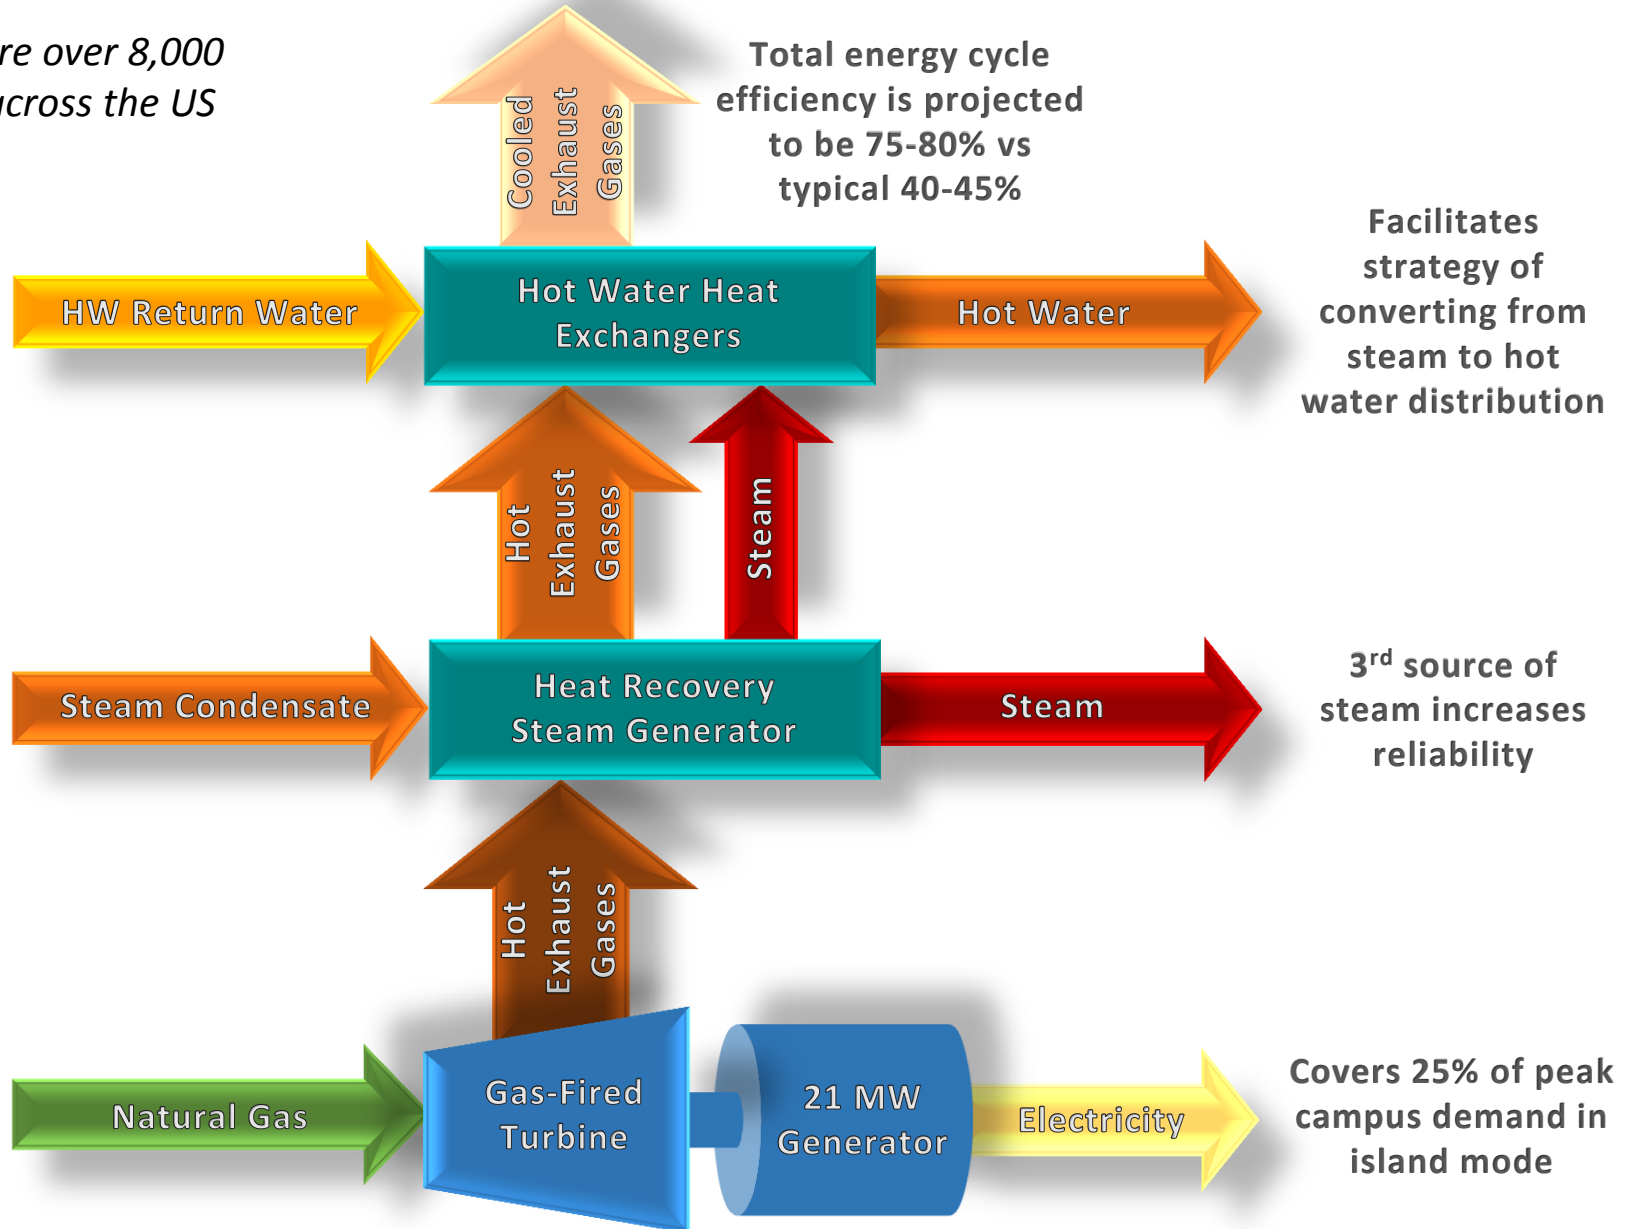 re over 8,000
across the US
Total energy cycle
efficiency is projected
to be 75-80% vs
typical 40-45%
Cooled
Exhaust
Gases
Facilitates
strategy of
converting from
steam to hot
water distribution
HW Return Water
Hot Water Heat
Exchangers
Hot Water
Hot
Exhaust
Gases
Steam
Steam Condensate
Heat Recovery
Steam Generator
Steam
3rd source of
steam increases
reliability
Hot
Exhaust
Gases
Natural Gas
Gas-Fired
Turbine
21 MW
Generator
Electricity
Covers 25% of peak
campus demand in
island mode